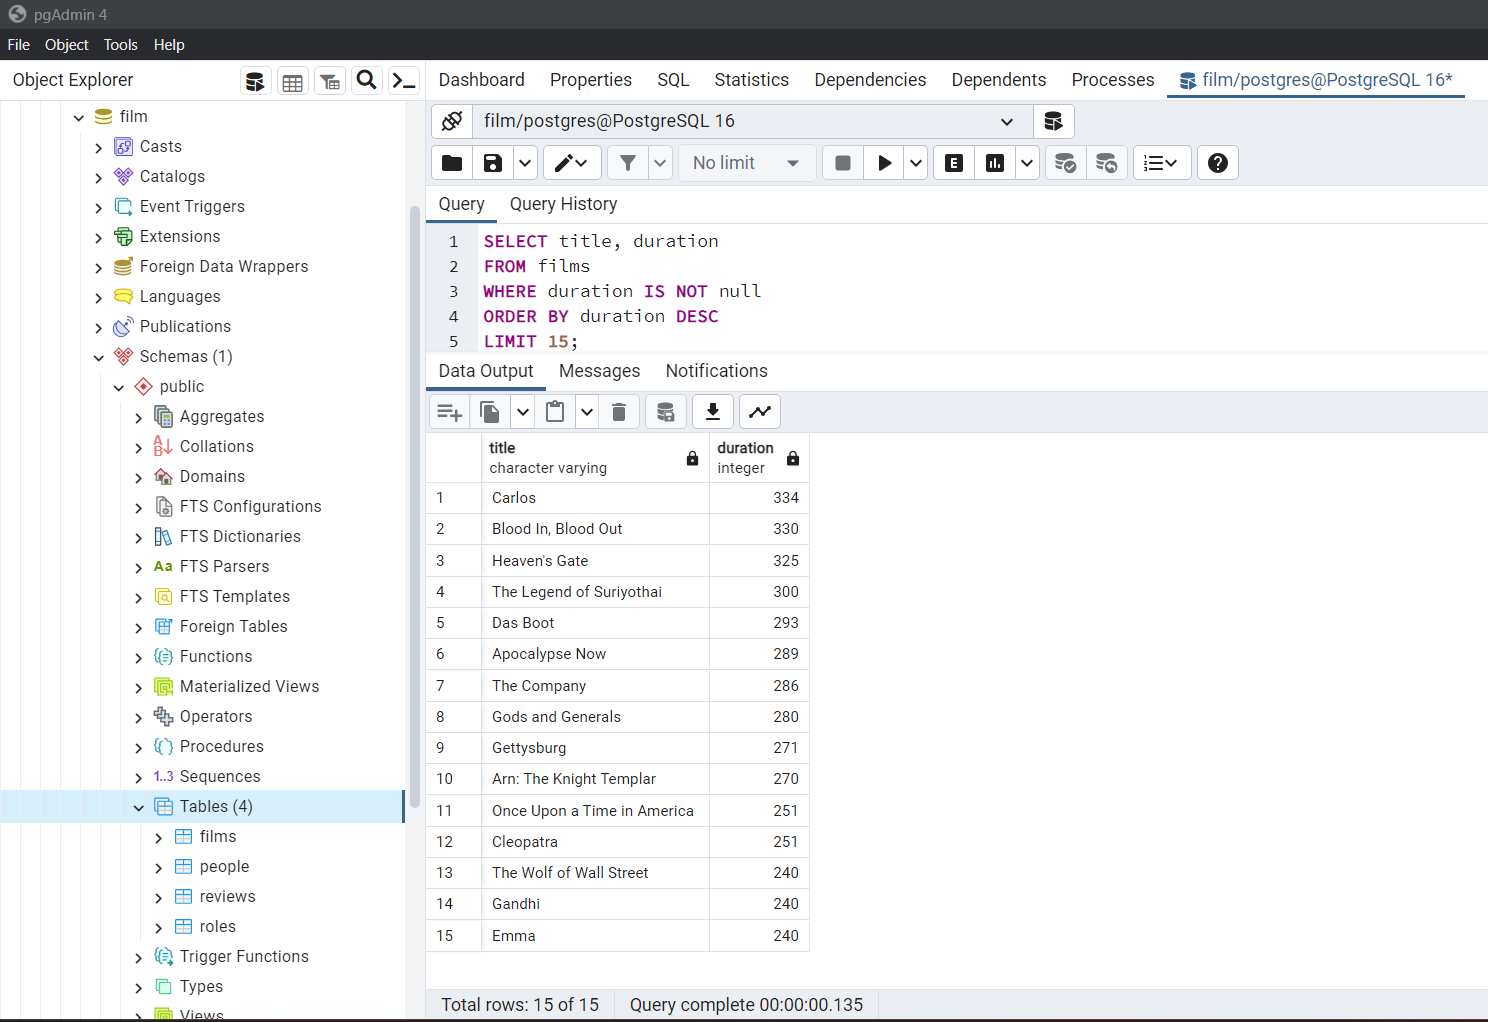 pgAdmin 4
File Object Tools Help
Object Explorer
Dashboard Properties SQL Statistics Dependencies Dependents Processes film/postgres@PostgreSQL 16*
film
Casts
Catalogs
Event Triggers
Extensions
Foreign Data Wrappers
Languages
Publications
Schemas (1)
public
Aggregates
Collations
Domains
FTS Configurations
FTS Dictionaries
Aa FTS Parsers
FTS Templates
Foreign Tables
Functions
Materialized Views
Operators
Procedures
1..3 Sequences
Tables (4)
films
people
reviews
roles
Trigger Functions
Types
Views
film/postgres@PostgreSQL 16
No limit
E
Query Query History
1 SELECT title, duration
2 FROM films
3 WHERE duration IS NOT null
4 ORDER BY duration DESC
5 LIMIT 15;
Data Output Messages Notifications
title duration
character varying integer
1 Carlos 334
2 Blood In, Blood Out 330
3 Heaven's Gate 325
4 The Legend of Suriyothai 300
5 Das Boot 293
6 Apocalypse Now 289
7 The Company 286
8 Gods and Generals 280
9 Gettysburg 271
10 Arn: The Knight Templar 270
11 Once Upon a Time in America 251
12 Cleopatra 251
13 The Wolf of Wall Street 240
14 Gandhi 240
15 Emma 240
Total rows: 15 of 15 Query complete 00:00:00.135